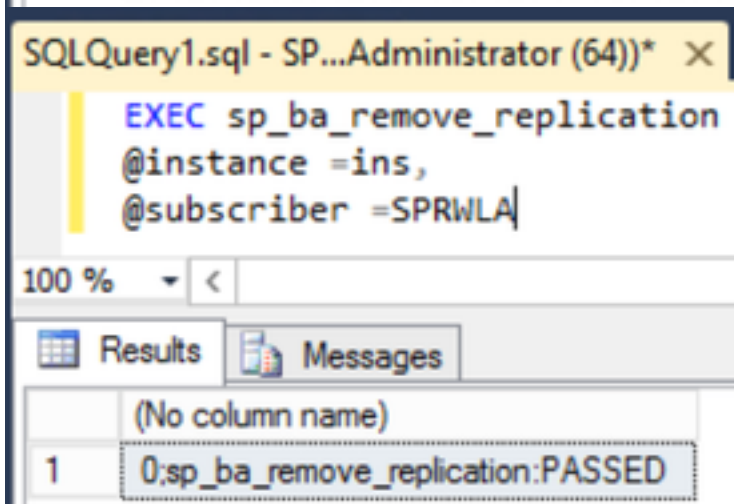 SQLQuery1.sql - SP...Administrator (64))* ×
EXEC sp_ba_remove_replication
@instance =ins,
@subscriber =SPRWLA
100 %
Results Messages
(No column name)
1 0;sp_ba_remove_replication:PASSED